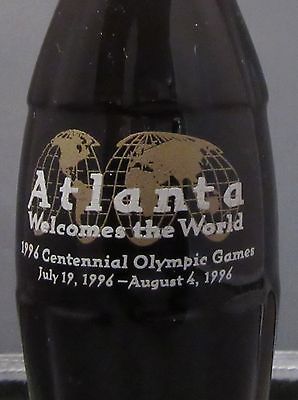 Atlanta
Welcomes the World
1996 Centennial Olympic Games
July 19, 1996 — August 4, 1996